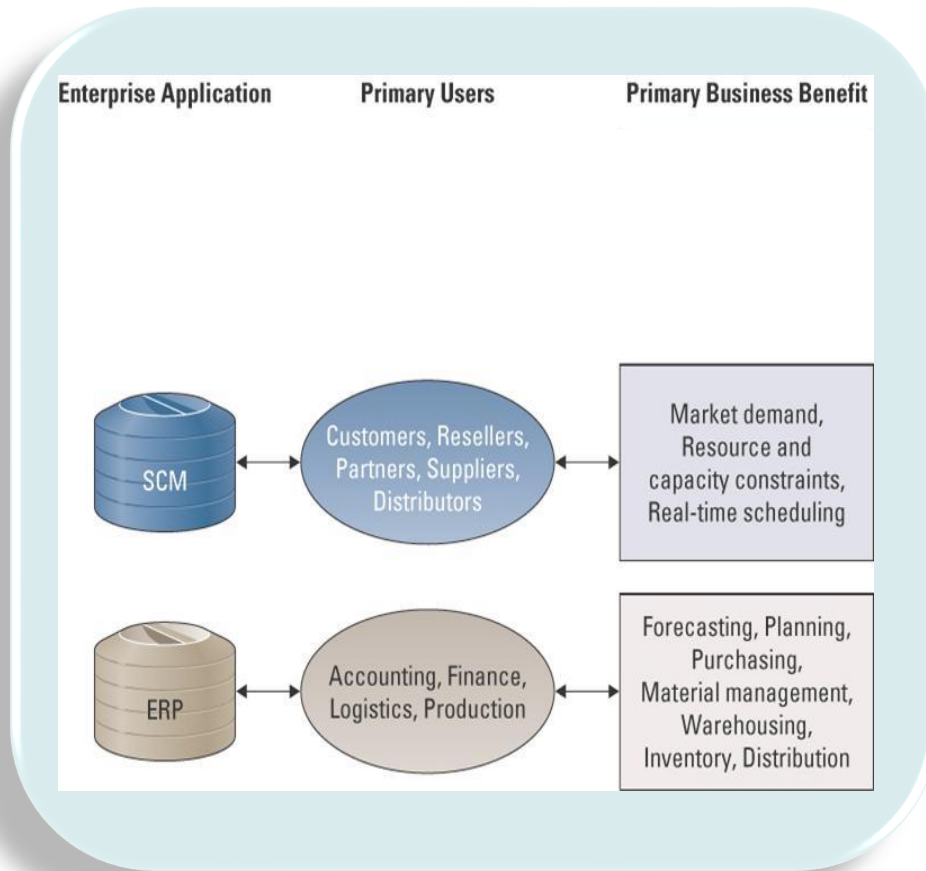 Enterprise Application
Primary Users
Primary Business Benefit
SCM
Customers, Resellers,
Partners, Suppliers,
Distributors
Market demand,
Resource and
capacity constraints,
Real-time scheduling
ERP
Accounting, Finance,
Logistics, Production
Forecasting, Planning,
Purchasing,
Material management,
Warehousing,
Inventory, Distribution